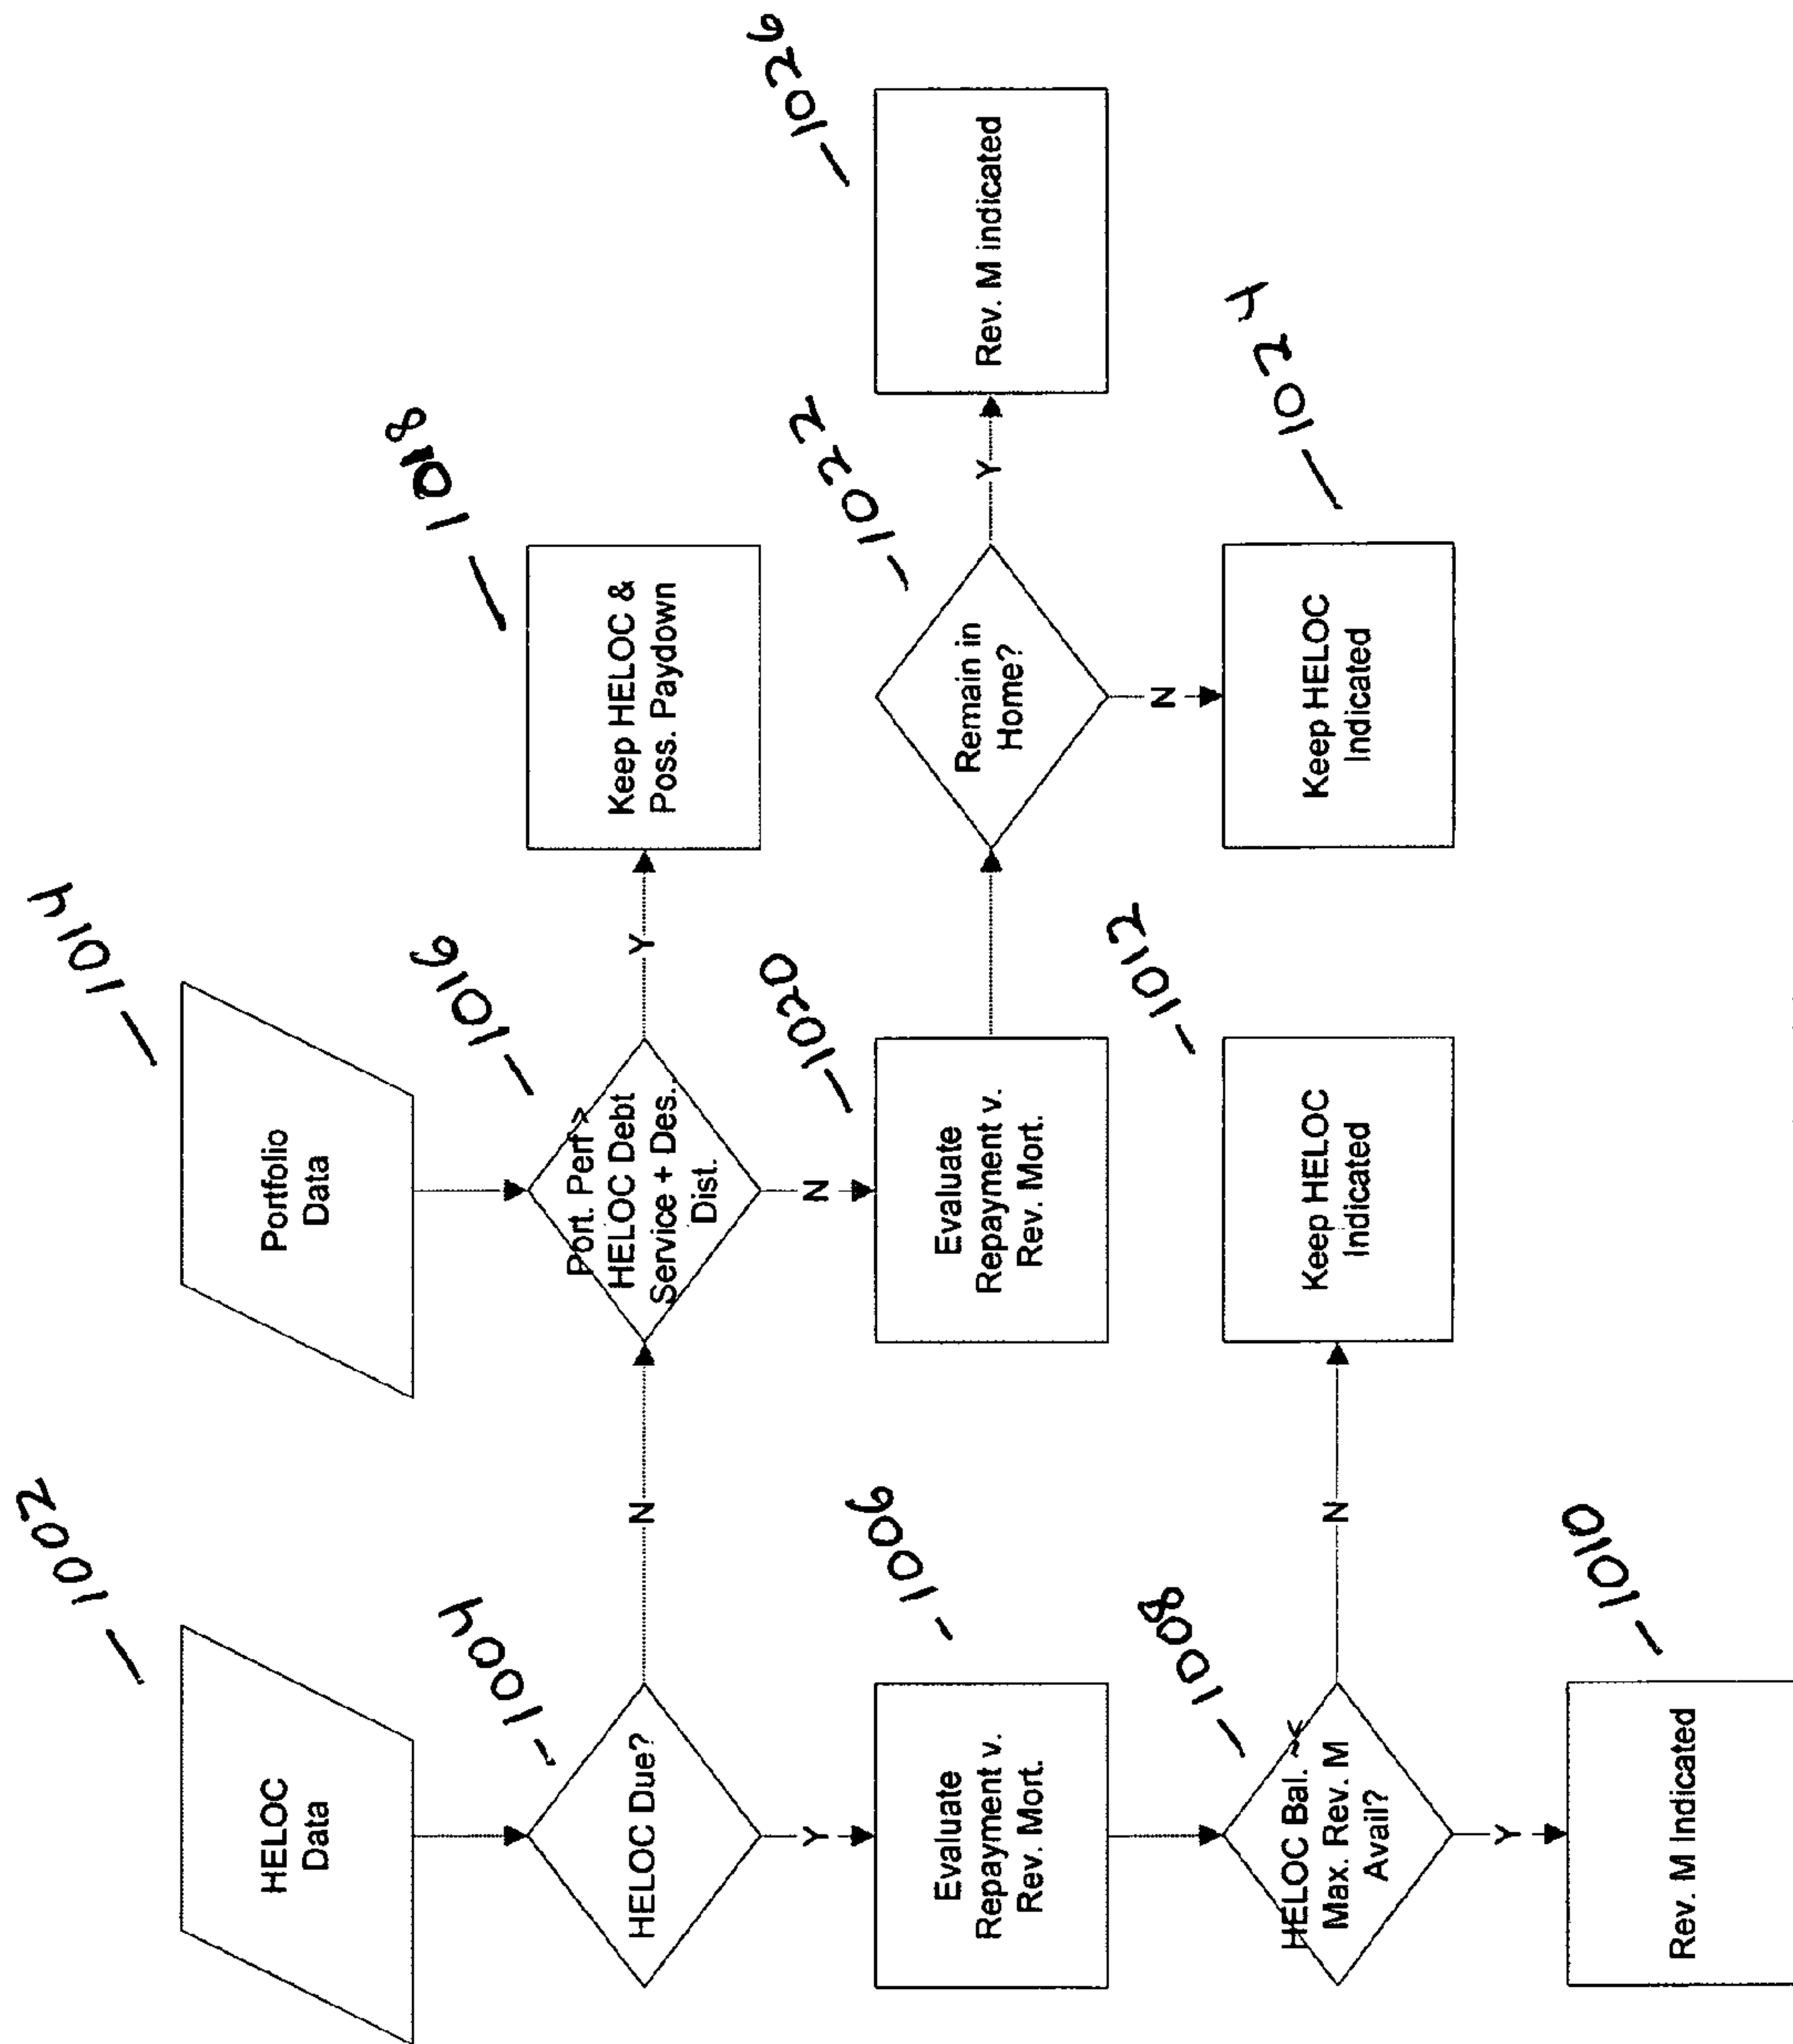 1002
HELOC
Data
1014
Portfolio
Data
1004
HELOC Due?
N
Y
1016
Port. Perf >
HELOC Debt
Service + Des.
Dist.
Y
N
1018
Keep HELOC &
Poss. Paydown
1006
Evaluate
Repayment v.
Rev. Mort.
1020
Evaluate
Repayment v.
Rev. Mort.
1022
Remain in
Home?
Y
N
1026
Rev. M indicated
1008
HELOC Bal. ~<
Max. Rev. M
Avail?
N
Y
1012
Keep HELOC
Indicated
1024
Keep HELOC
Indicated
1010
Rev. M Indicated